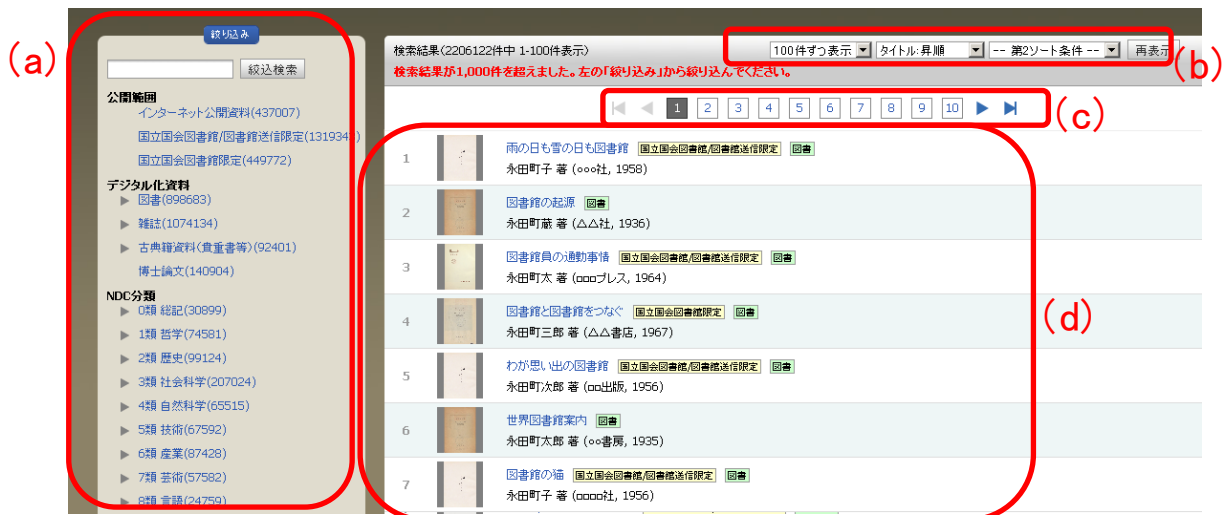 (a)
絞り込み
絞込検索
公開範囲
インターネット公開資料(437007)
国立国会図書館/図書館送信限定(1319343)
国立国会図書館限定(449772)
デジタル化資料
▶ 図書(898683)
▶ 雑誌(1074134)
▶ 古典籍資料(貴重書等)(92401)
博士論文(140904)
NDC分類
▶ 0類 総記(30899)
▶ 1類 哲学(74581)
▶ 2類 歴史(99124)
▶ 3類 社会科学(207024)
▶ 4類 自然科学(65515)
▶ 5類 技術(67592)
▶ 6類 産業(87428)
▶ 7類 芸術(57582)
▶ 8類 言語(24759)
検索結果(2206122件中 1-100件表示)
100件ずつ表示 タイトル:昇順 -- 第2ソート条件 -- 再表示
(b)
検索結果が1,000件を超えました。左の「絞り込み」から絞り込んでください。
1 2 3 4 5 6 7 8 9 10
(c)
1 雨の日も雪の日も図書館 国立国会図書館/図書館送信限定 図書
永田町子 著 (○○○社, 1958)
2 図書館の起源 図書
永田町蔵 著 (△△社, 1936)
3 図書館員の通勤事情 国立国会図書館/図書館送信限定 図書
永田町太 著 (□□□プレス, 1964)
4 図書館と図書館をつなぐ 国立国会図書館限定 図書
永田町三郎 著 (△△書店, 1967)
(d)
5 わが思い出の図書館 国立国会図書館/図書館送信限定 図書
永田町次郎 著 (□□出版, 1956)
6 世界図書館案内 図書
永田町太郎 著 (○○書房, 1935)
7 図書館の猫 国立国会図書館/図書館送信限定 図書
永田町子 著 (□□□□社, 1956)